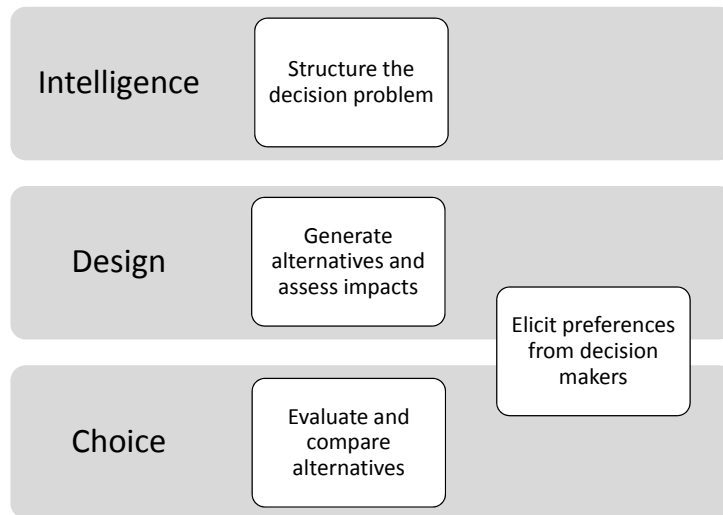 Intelligence
Structure the
decision problem
Design
Generate
alternatives and
assess impacts
Elicit preferences
from decision
makers
Choice
Evaluate and
compare
alternatives